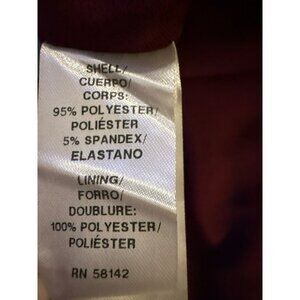 SHELL/
CUERPO/
CORPS:
95% POLYESTER/
POLIÉSTER
5% SPANDEX/
ELASTANO
LINING/
FORRO/
DOUBLURE:
100% POLYESTER/
POLIÉSTER
RN 58142